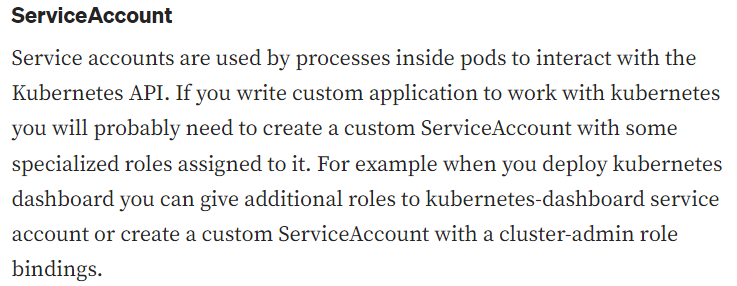 ServiceAccount
Service accounts are used by processes inside pods to interact with the
Kubernetes API. If you write custom application to work with kubernetes
you will probably need to create a custom ServiceAccount with some
specialized roles assigned to it. For example when you deploy kubernetes
dashboard you can give additional roles to kubernetes-dashboard service
account or create a custom ServiceAccount with a cluster-admin role
bindings.